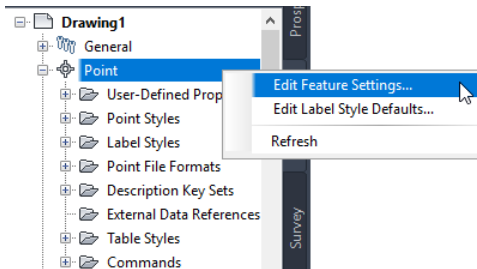 Drawing1
General
Point
Edit Feature Settings...
User-Defined Prop
Edit Label Style Defaults...
Point Styles
Label Styles
Refresh
Point File Formats
Description Key Sets
External Data References
Table Styles
Commands
Prosp
Survey